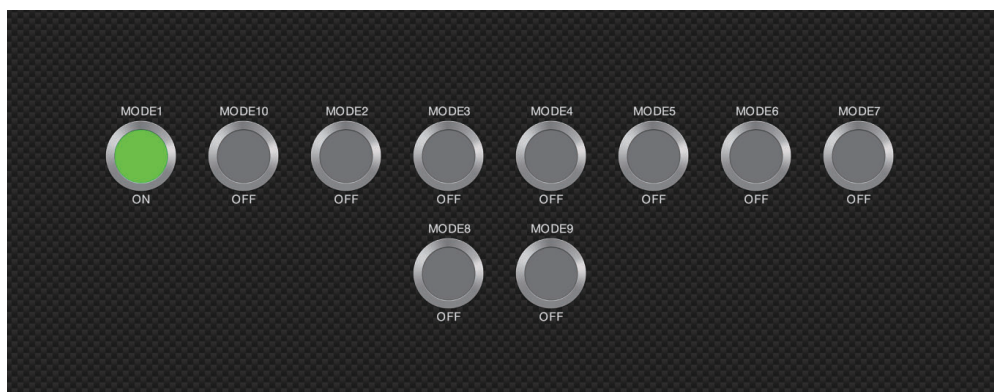 MODE1 MODE10 MODE2 MODE3 MODE4 MODE5 MODE6 MODE7
ON OFF OFF OFF OFF OFF OFF OFF
MODE8 MODE9
OFF OFF